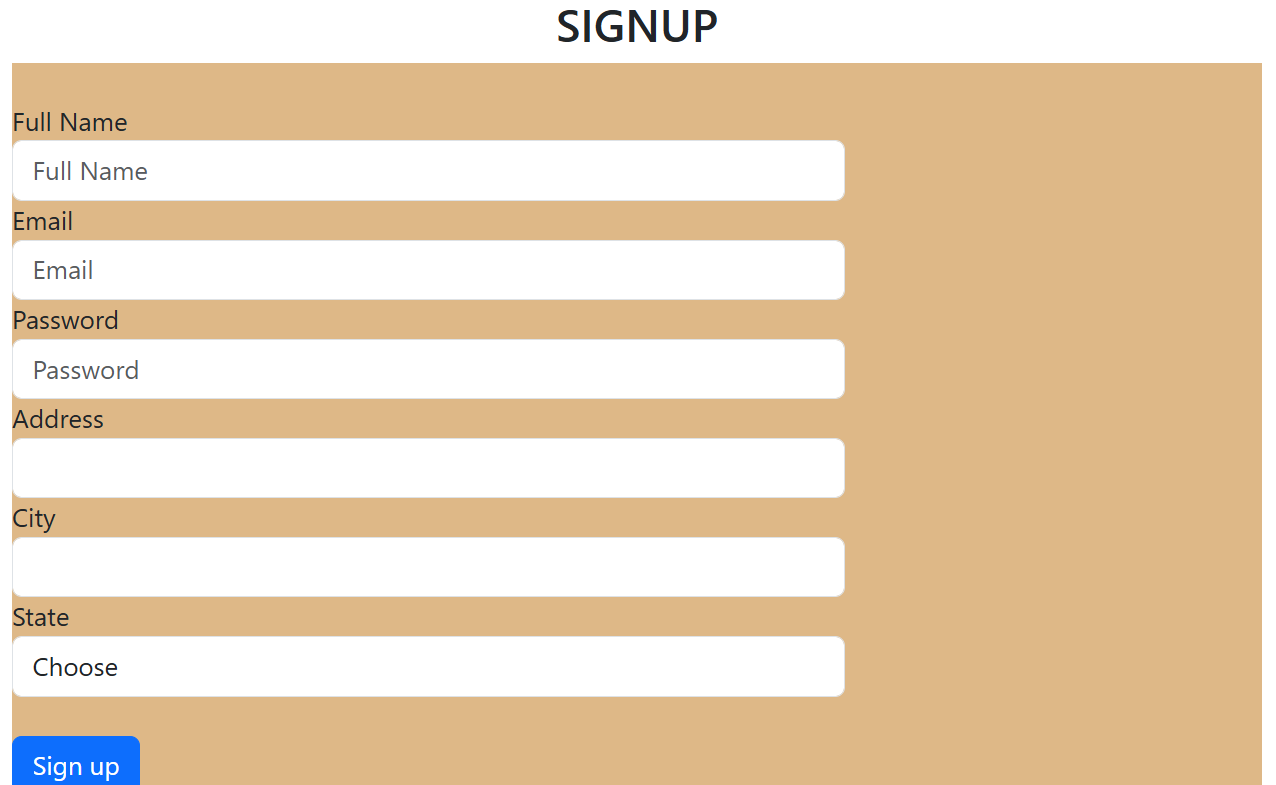 SIGNUP
Full Name
Full Name
Email
Email
Password
Password
Address
City
State
Choose
Sign up